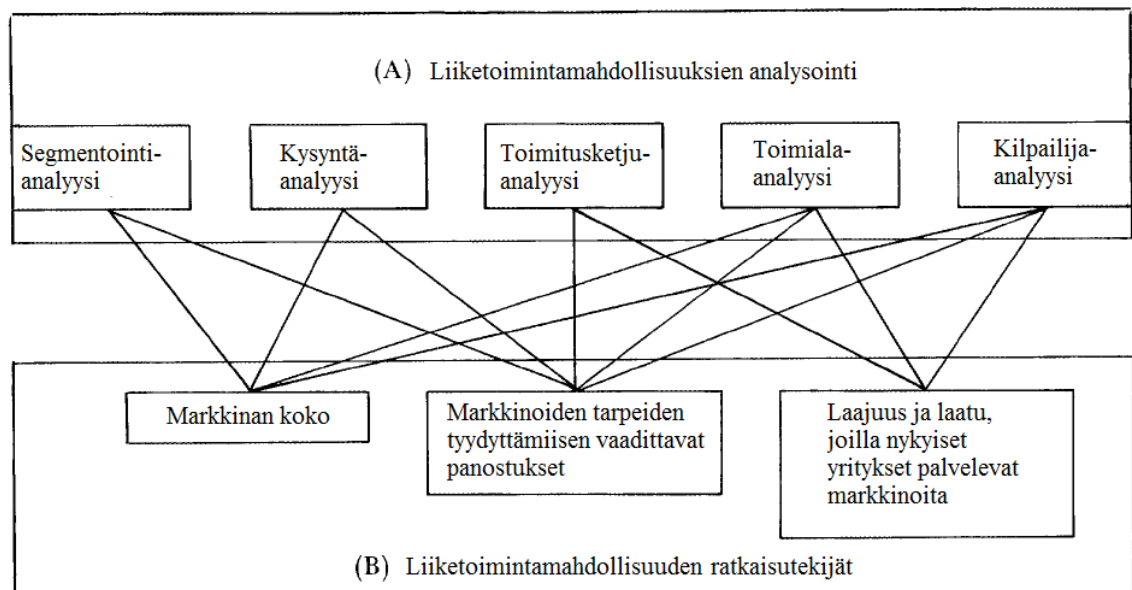 (A) Liiketoimintamahdollisuuksien analysointi
Segmentointi-
analyysi
Kysyntä-
analyysi
Toimitusketju-
analyysi
Toimiala-
analyysi
Kilpailija-
analyysi
Markkinan koko
Markkinoiden tarpeiden
tyydyttämisen vaadittavat
panostukset
Laajuus ja laatu,
joilla nykyiset
yritykset palvelevat
markkinoita
(B) Liiketoimintamahdollisuuden ratkaisutekijät